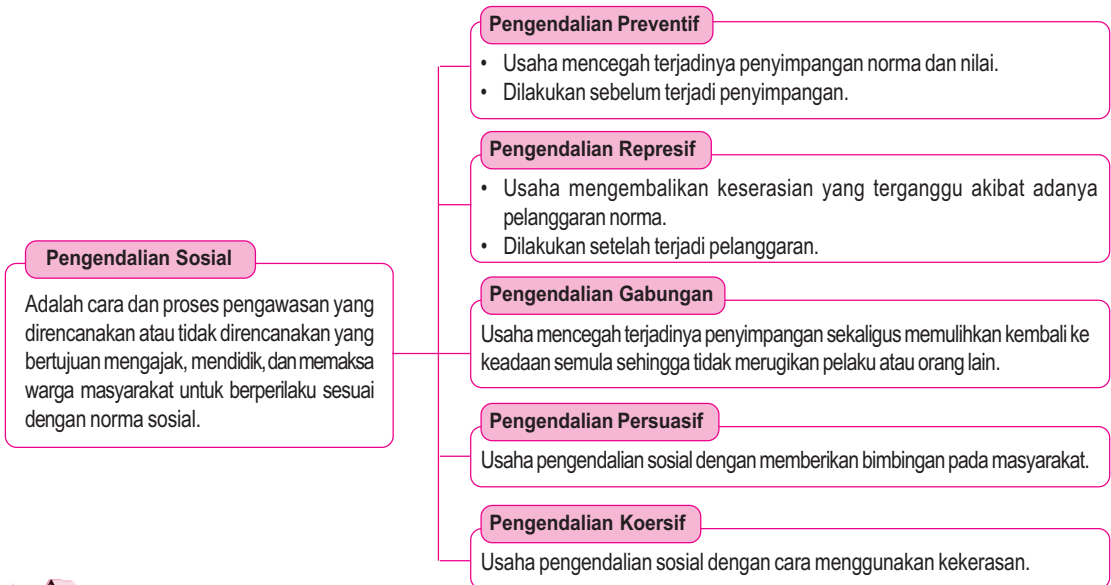 Pengendalian Preventif
• Usaha mencegah terjadinya penyimpangan norma dan nilai.
• Dilakukan sebelum terjadi penyimpangan.
Pengendalian Represif
• Usaha mengembalikan keserasian yang terganggu akibat adanya
pelanggaran norma.
• Dilakukan setelah terjadi pelanggaran.
Pengendalian Sosial
Adalah cara dan proses pengawasan yang
direncanakan atau tidak direncanakan yang
bertujuan mengajak, mendidik, dan memaksa
warga masyarakat untuk berperilaku sesuai
dengan norma sosial.
Pengendalian Gabungan
Usaha mencegah terjadinya penyimpangan sekaligus memulihkan kembali ke
keadaan semula sehingga tidak merugikan pelaku atau orang lain.
Pengendalian Persuasif
Usaha pengendalian sosial dengan memberikan bimbingan pada masyarakat.
Pengendalian Koersif
Usaha pengendalian sosial dengan cara menggunakan kekerasan.